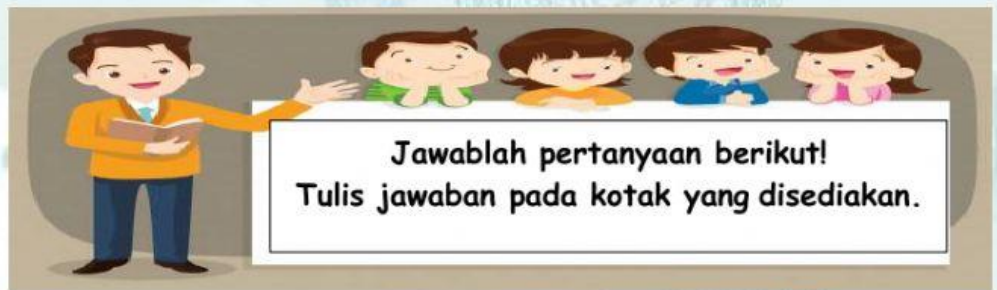 Jawablah pertanyaan berikut!
Tulis jawaban pada kotak yang disediakan.